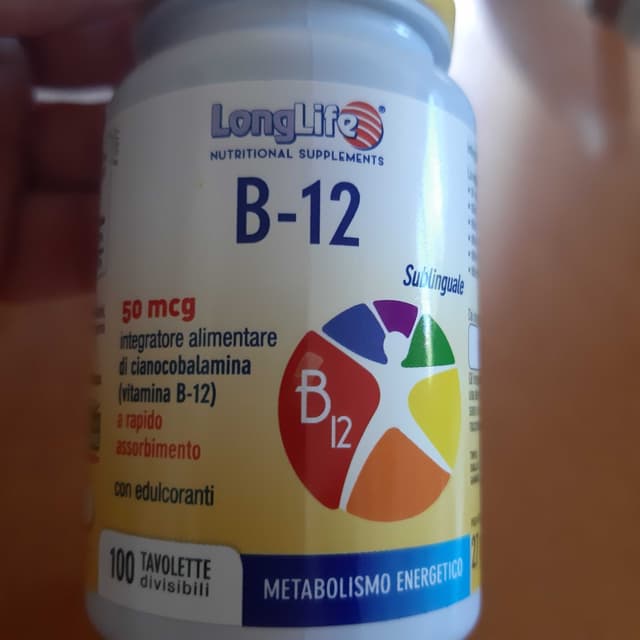 LongLife®
NUTRITIONAL SUPPLEMENTS
B-12
Sublinguale
50 mcg
integratore alimentare
di cianocobalamina
(vitamina B-12)
a rapido
assorbimento
con edulcoranti
B12
100 TAVOLETTE
divisibili
METABOLISMO ENERGETICO